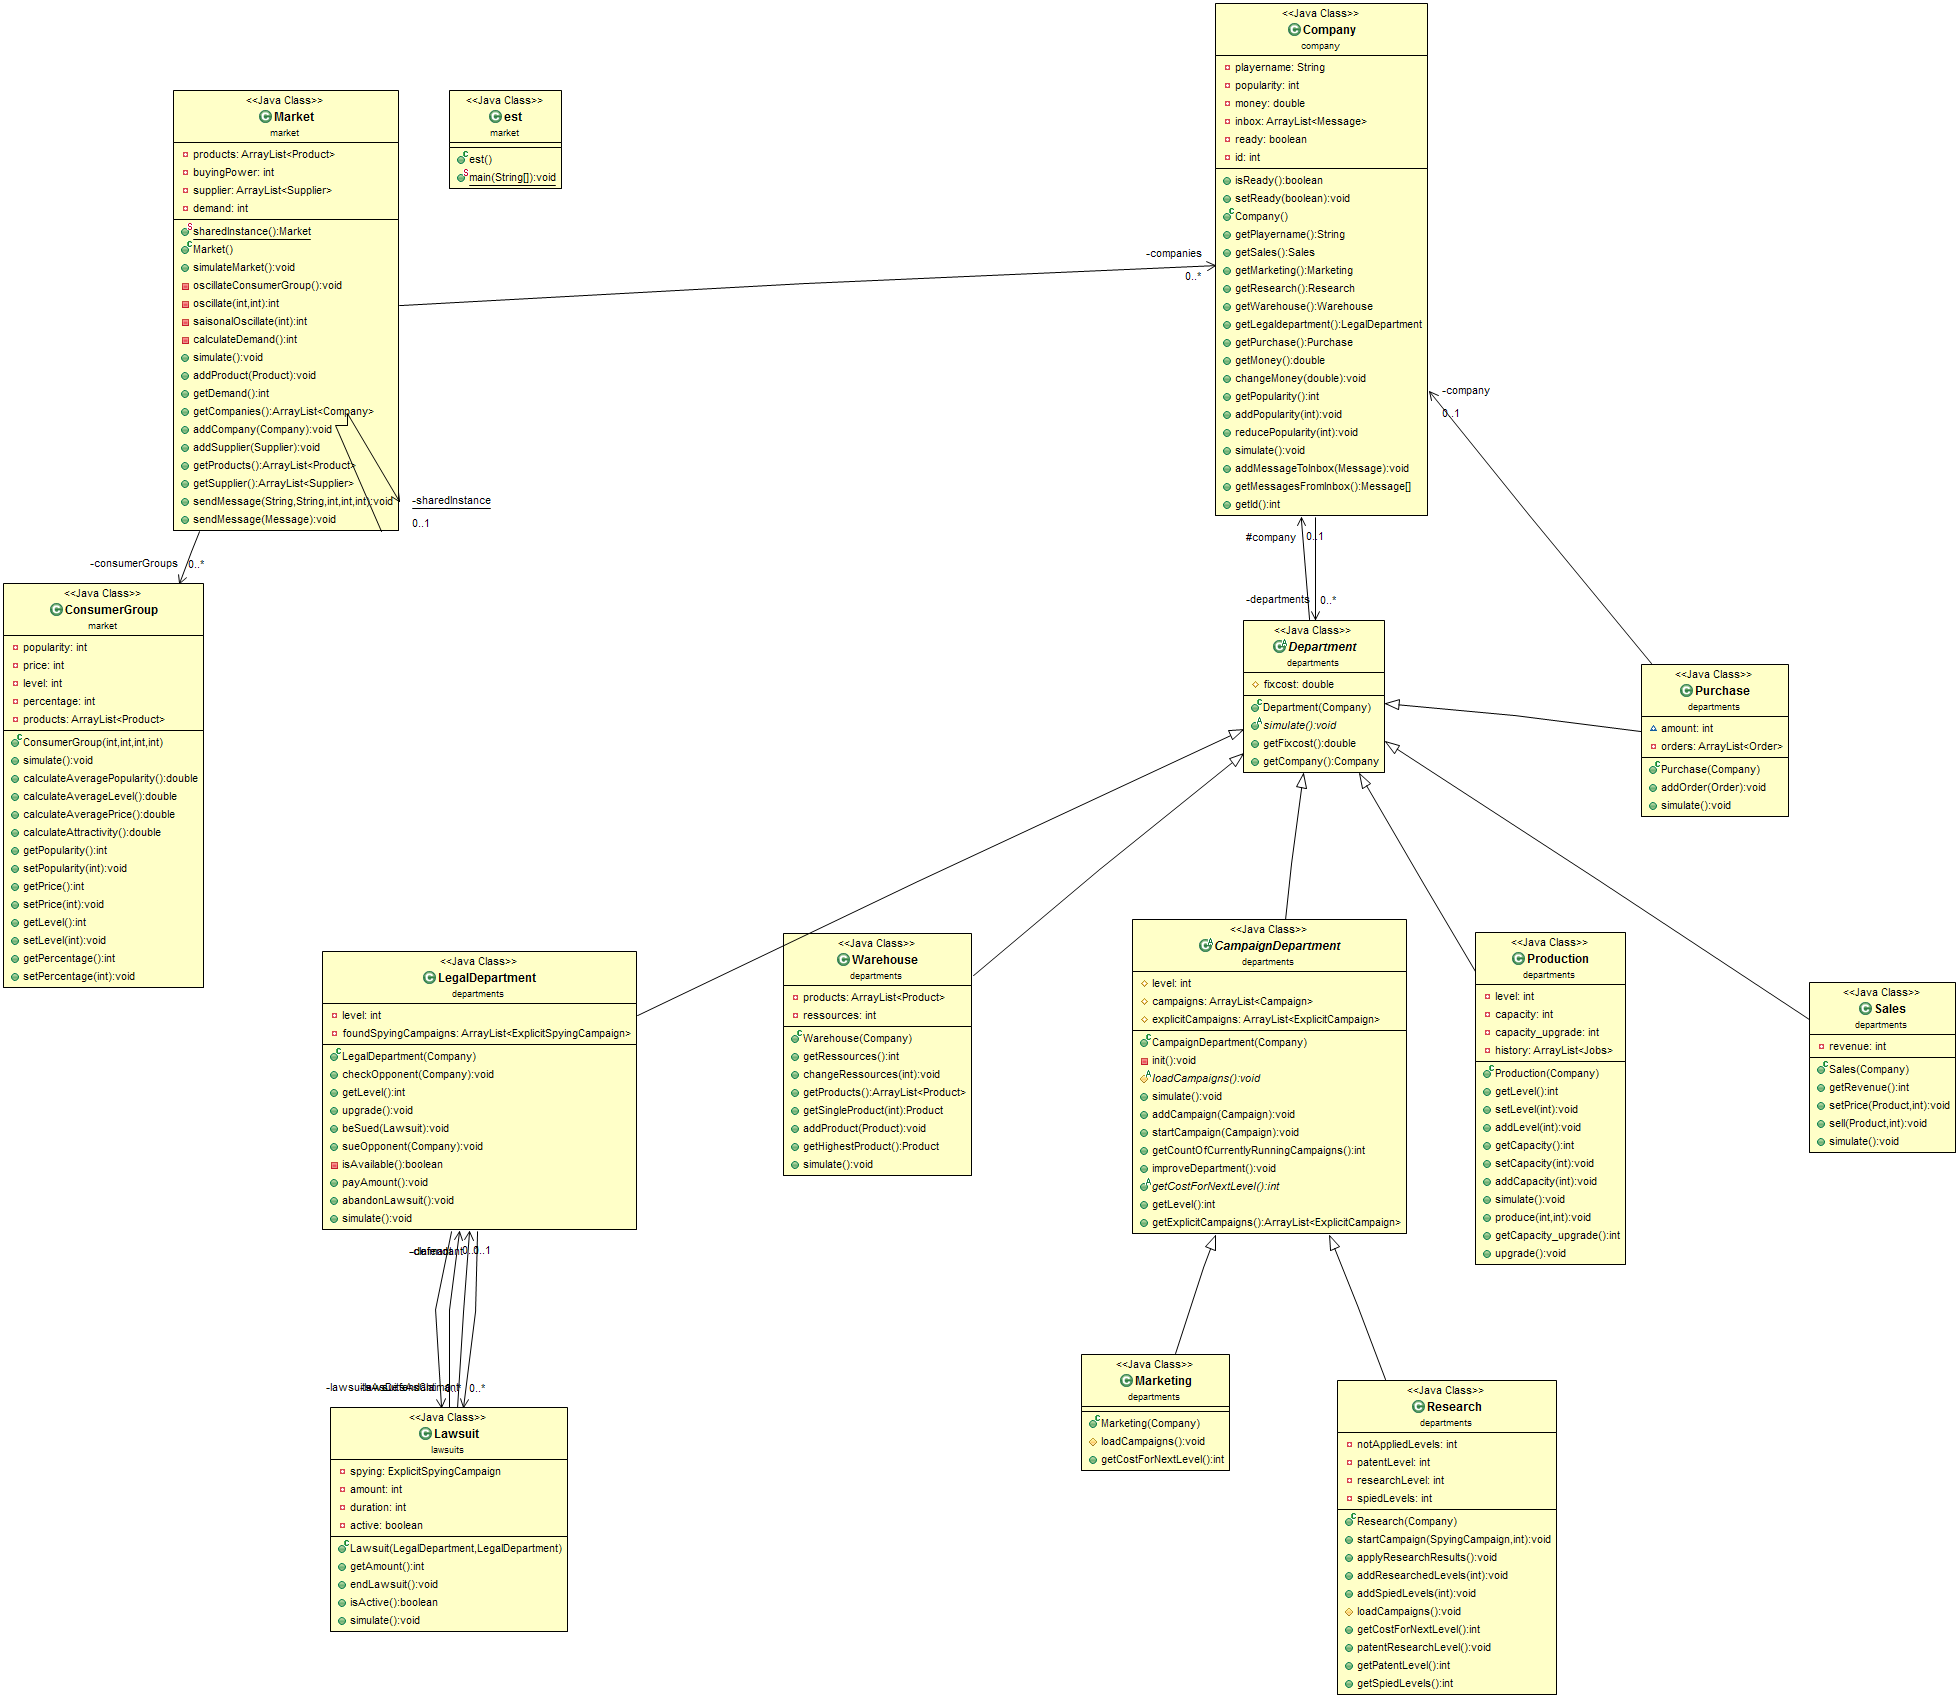 <<Java Class>>
Company
company
playername: String
popularity: int
money: double
inbox: ArrayList<Message>
ready: boolean
id: int
isReady():boolean
setReady(boolean):void
Company()
getPlayername():String
getSales():Sales
getMarketing():Marketing
getResearch():Research
getWarehouse():Warehouse
getLegaldepartment():LegalDepartment
getPurchase():Purchase
getMoney():double
changeMoney(double):void
getPopularity():int
addPopularity(int):void
reducePopularity(int):void
simulate():void
addMessageToInbox(Message):void
getMessagesFromInbox():Message[]
getId():int
<<Java Class>>
Market
market
products: ArrayList<Product>
buyingPower: int
supplier: ArrayList<Supplier>
demand: int
sharedInstance():Market
Market()
simulateMarket():void
oscillateConsumerGroup():void
oscillate(int,int):int
saisonalOscillate(int):int
calculateDemand():int
simulate():void
addProduct(Product):void
getDemand():int
getCompanies():ArrayList<Company>
addCompany(Company):void
addSupplier(Supplier):void
getProducts():ArrayList<Product>
getSupplier():ArrayList<Supplier>
sendMessage(String,String,int,int,int):void
sendMessage(Message):void
<<Java Class>>
est
market
est()
main(String[]):void
-companies
0..*
-company
0..1
-sharedInstance
0..1
-consumerGroups
0..*
#company
0..1
-departments
0..*
<<Java Class>>
ConsumerGroup
market
popularity: int
price: int
level: int
percentage: int
products: ArrayList<Product>
ConsumerGroup(int,int,int,int)
simulate():void
calculateAveragePopularity():double
calculateAverageLevel():double
calculateAveragePrice():double
calculateAttractivity():double
getPopularity():int
setPopularity(int):void
getPrice():int
setPrice(int):void
getLevel():int
setLevel(int):void
getPercentage():int
setPercentage(int):void
<<Java Class>>
Department
departments
fixcost: double
Department(Company)
simulate():void
getFixcost():double
getCompany():Company
<<Java Class>>
Purchase
departments
amount: int
orders: ArrayList<Order>
Purchase(Company)
addOrder(Order):void
simulate():void
<<Java Class>>
LegalDepartment
departments
level: int
foundSpyingCampaigns: ArrayList<ExplicitSpyingCampaign>
LegalDepartment(Company)
checkOpponent(Company):void
getLevel():int
upgrade():void
beSued(Lawsuit):void
sueOpponent(Company):void
isAvailable():boolean
payAmount():void
abandonLawsuit():void
simulate():void
<<Java Class>>
Warehouse
departments
products: ArrayList<Product>
ressources: int
Warehouse(Company)
getRessources():int
changeRessources(int):void
getProducts():ArrayList<Product>
getSingleProduct(int):Product
addProduct(Product):void
getHighestProduct():Product
simulate():void
<<Java Class>>
CampaignDepartment
departments
level: int
campaigns: ArrayList<Campaign>
explicitCampaigns: ArrayList<ExplicitCampaign>
CampaignDepartment(Company)
init():void
loadCampaigns():void
simulate():void
addCampaign(Campaign):void
startCampaign(Campaign):void
getCountOfCurrentlyRunningCampaigns():int
improveDepartment():void
getCostForNextLevel():int
getLevel():int
getExplicitCampaigns():ArrayList<ExplicitCampaign>
<<Java Class>>
Production
departments
level: int
capacity: int
capacity_upgrade: int
history: ArrayList<Jobs>
Production(Company)
getLevel():int
setLevel(int):void
addLevel(int):void
getCapacity():int
setCapacity(int):void
addCapacity(int):void
simulate():void
produce(int,int):void
getCapacity_upgrade():int
upgrade():void
<<Java Class>>
Sales
departments
revenue: int
Sales(Company)
getRevenue():int
setPrice(Product,int):void
sell(Product,int):void
simulate():void
0..1
0..*
<<Java Class>>
Lawsuit
lawsuits
spying: ExplicitSpyingCampaign
amount: int
duration: int
active: boolean
Lawsuit(LegalDepartment,LegalDepartment)
getAmount():int
endLawsuit():void
isActive():boolean
simulate():void
<<Java Class>>
Marketing
departments
Marketing(Company)
loadCampaigns():void
getCostForNextLevel():int
<<Java Class>>
Research
departments
notAppliedLevels: int
patentLevel: int
researchLevel: int
spiedLevels: int
Research(Company)
startCampaign(SpyingCampaign,int):void
applyResearchResults():void
addResearchedLevels(int):void
addSpiedLevels(int):void
loadCampaigns():void
getCostForNextLevel():int
patentResearchLevel():void
getPatentLevel():int
getSpiedLevels():int